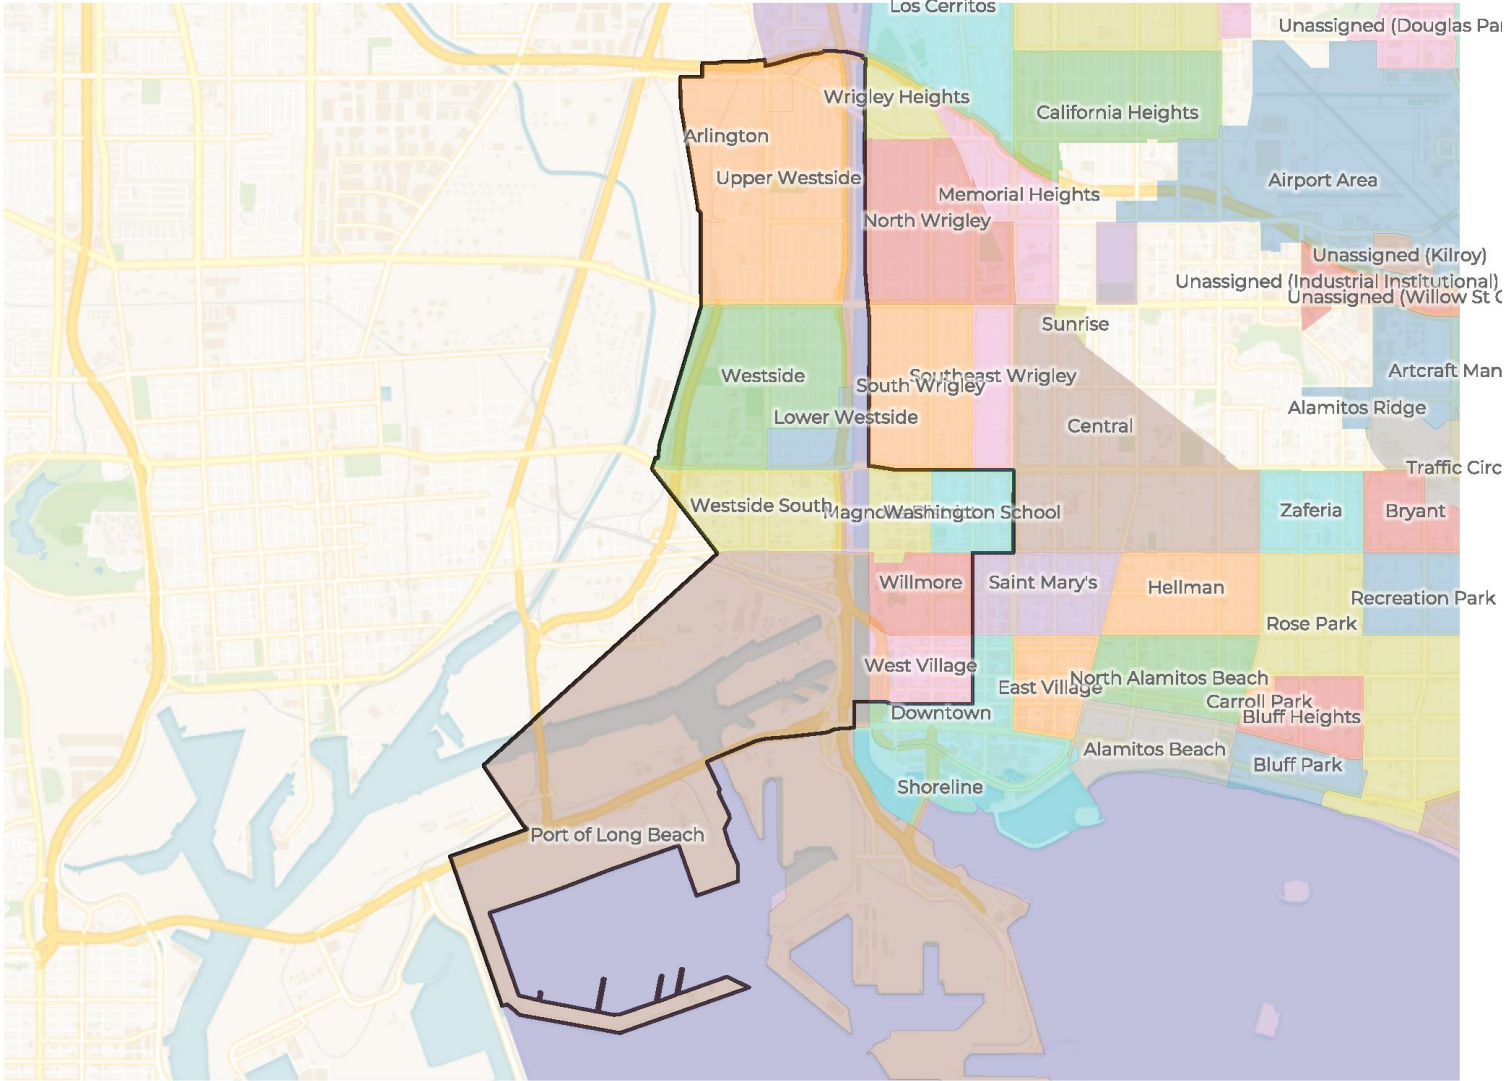 Los Cerritos
Unassigned (Douglas Par
Wrigley Heights
California Heights
Arlington
Upper Westside
Airport Area
Memorial Heights
North Wrigley
Unassigned (Kilroy)
Unassigned (Industrial Institutional)
Unassigned (Willow St C
Sunrise
Westside
Southeast Wrigley
South Wrigley
Artcraft Man
Alamitos Ridge
Lower Westside
Central
Traffic Circ
Westside South
Magno
Washington School
Zaferia
Bryant
Willmore
Saint Mary's
Hellman
Recreation Park
Rose Park
West Village
East Village
North Alamitos Beach
Carroll Park
Downtown
Bluff Heights
Alamitos Beach
Bluff Park
Shoreline
Port of Long Beach